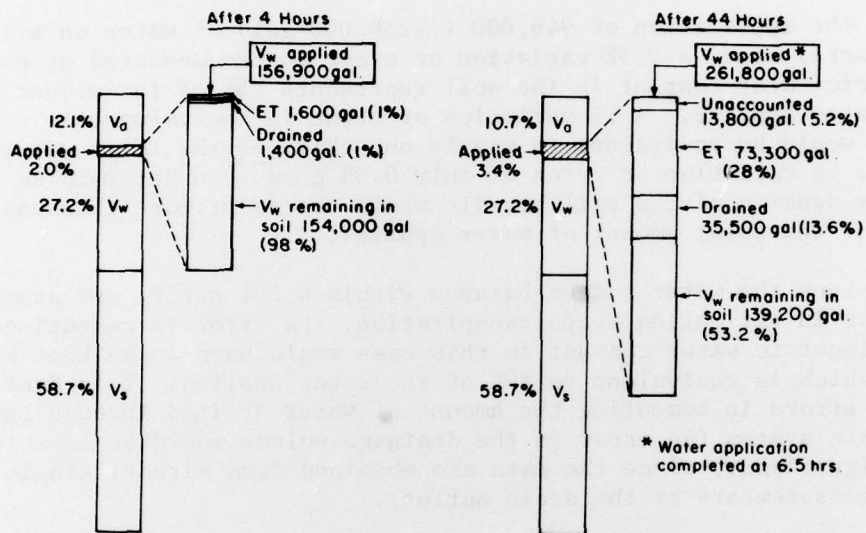 After 4 Hours
Vw applied
156,900 gal.
12.1% Va
Applied
2.0%
27.2% Vw
58.7% Vs
ET 1,600 gal (1%)
Drained
1,400 gal. (1%)
Vw remaining in
soil 154,000 gal
(98 %)
After 44 Hours
Vw applied*
261,800 gal.
10.7% Va
Applied
3.4%
27.2% Vw
58.7% Vs
Unaccounted
13,800 gal (5.2%)
ET 73,300 gal
(28%)
Drained
35,500 gal (13.6%)
Vw remaining in
soil 139,200 gal
(53.2 %)
* Water application
completed at 6.5 hrs.